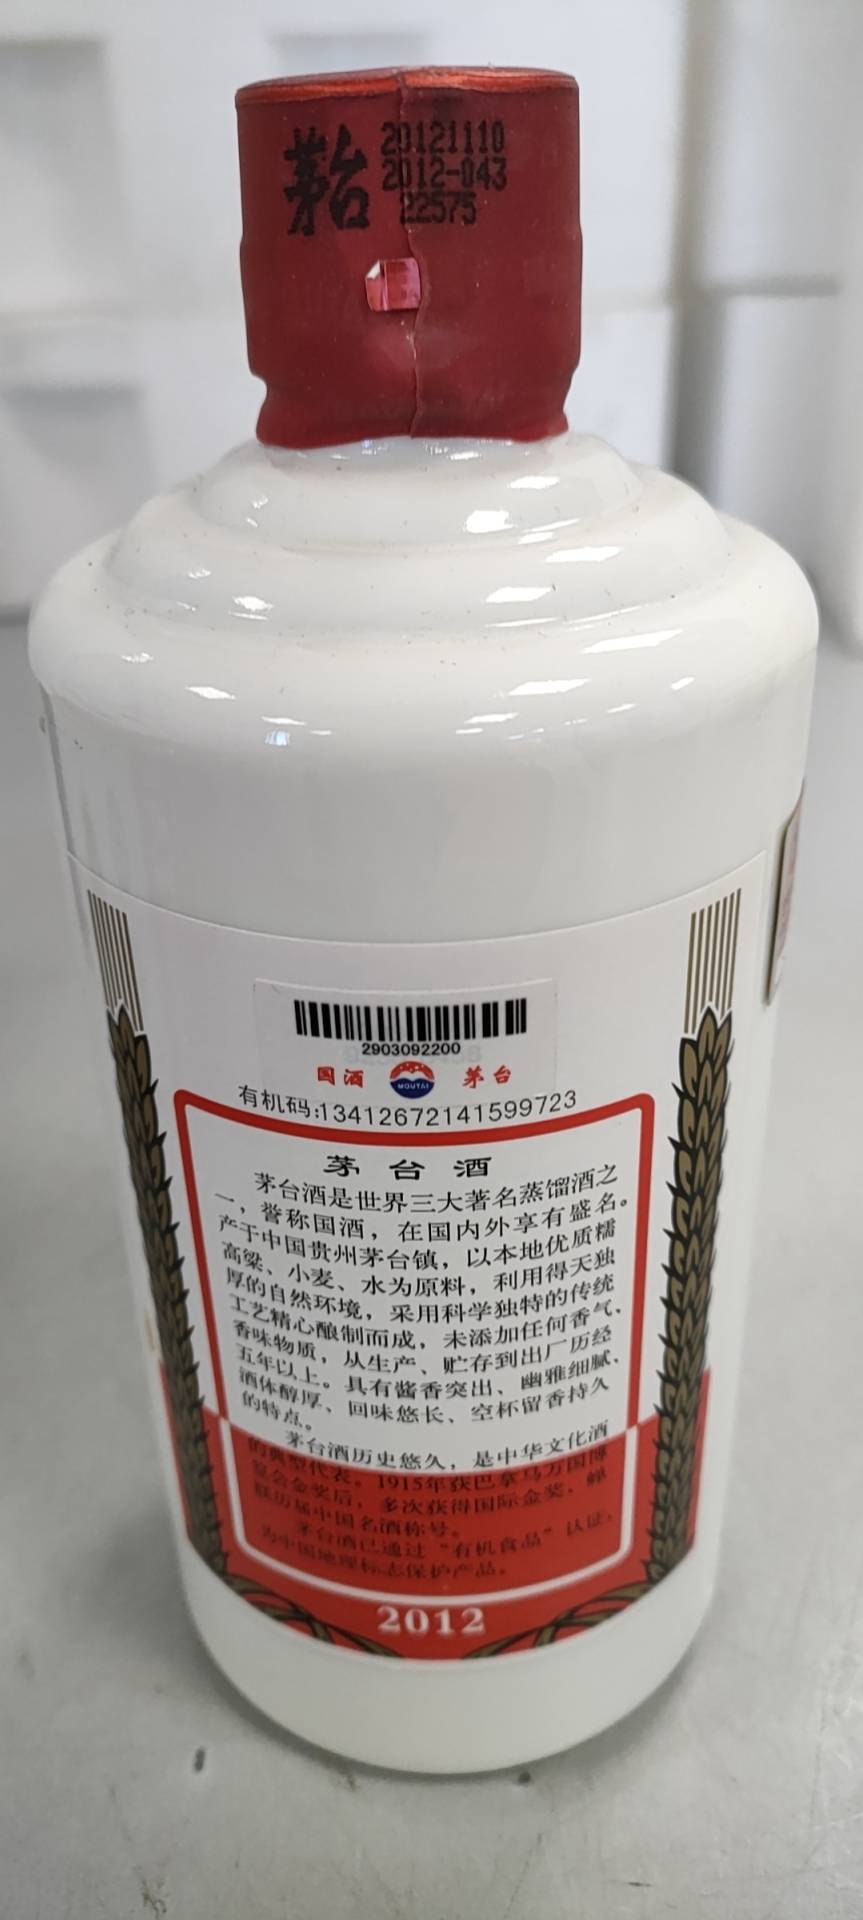 茅台
20121110
2012-043
22575
2903092200
国酒
MOUTAI
茅台
有机码:13412672141599723
茅台酒
茅台酒是世界三大著名蒸馏酒之
一，誉称国酒，在国内外享有盛名。
产于中国贵州茅台镇，以本地优质糯
高粱、小麦、水为原料，利用得天独
厚的自然环境，采用科学独特的传统
工艺精心酿制而成，未添加任何香气、
香味物质，从生产、贮存到出厂历经
五年以上。具有酱香突出、幽雅细腻、
酒体醇厚、回味悠长、空杯留香持久
的特点。
茅台酒历史悠久，是中华文化酒
的典型代表。1915年获巴拿马万国博
览会金奖后，多次获得国际金奖，蝉
联历届中国名酒称号。
茅台酒已通过“有机食品”认证，
为中国地理标志保护产品。
2012